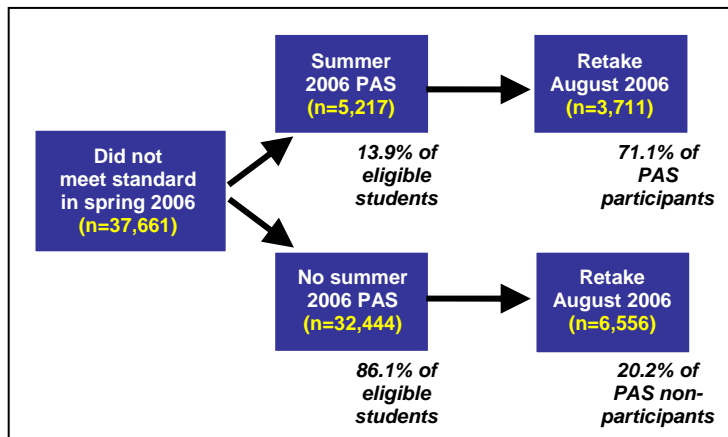 Did not
meet standard
in spring 2006
(n=37,661)
Summer
2006 PAS
(n=5,217)
13.9% of
eligible
students
Retake
August 2006
(n=3,711)
71.1% of
PAS
participants
No summer
2006 PAS
(n=32,444)
86.1% of
eligible
students
Retake
August 2006
(n=6,556)
20.2% of
PAS non-
participants